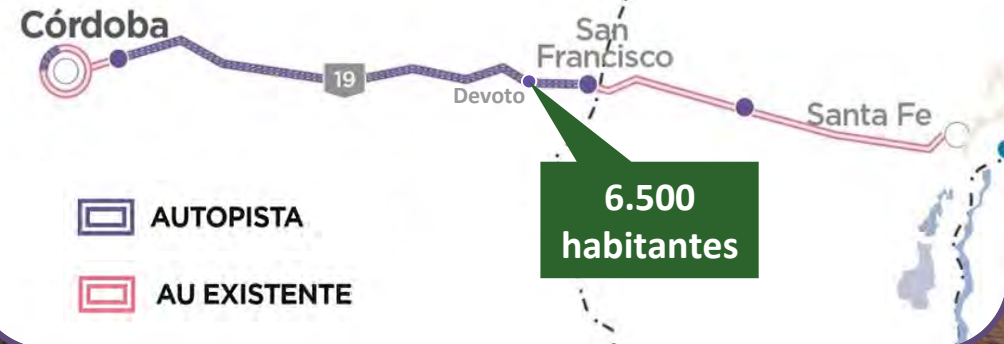 Córdoba
San
Francisco
19
Devoto
Santa Fe
6.500
habitantes
AUTOPISTA
AU EXISTENTE